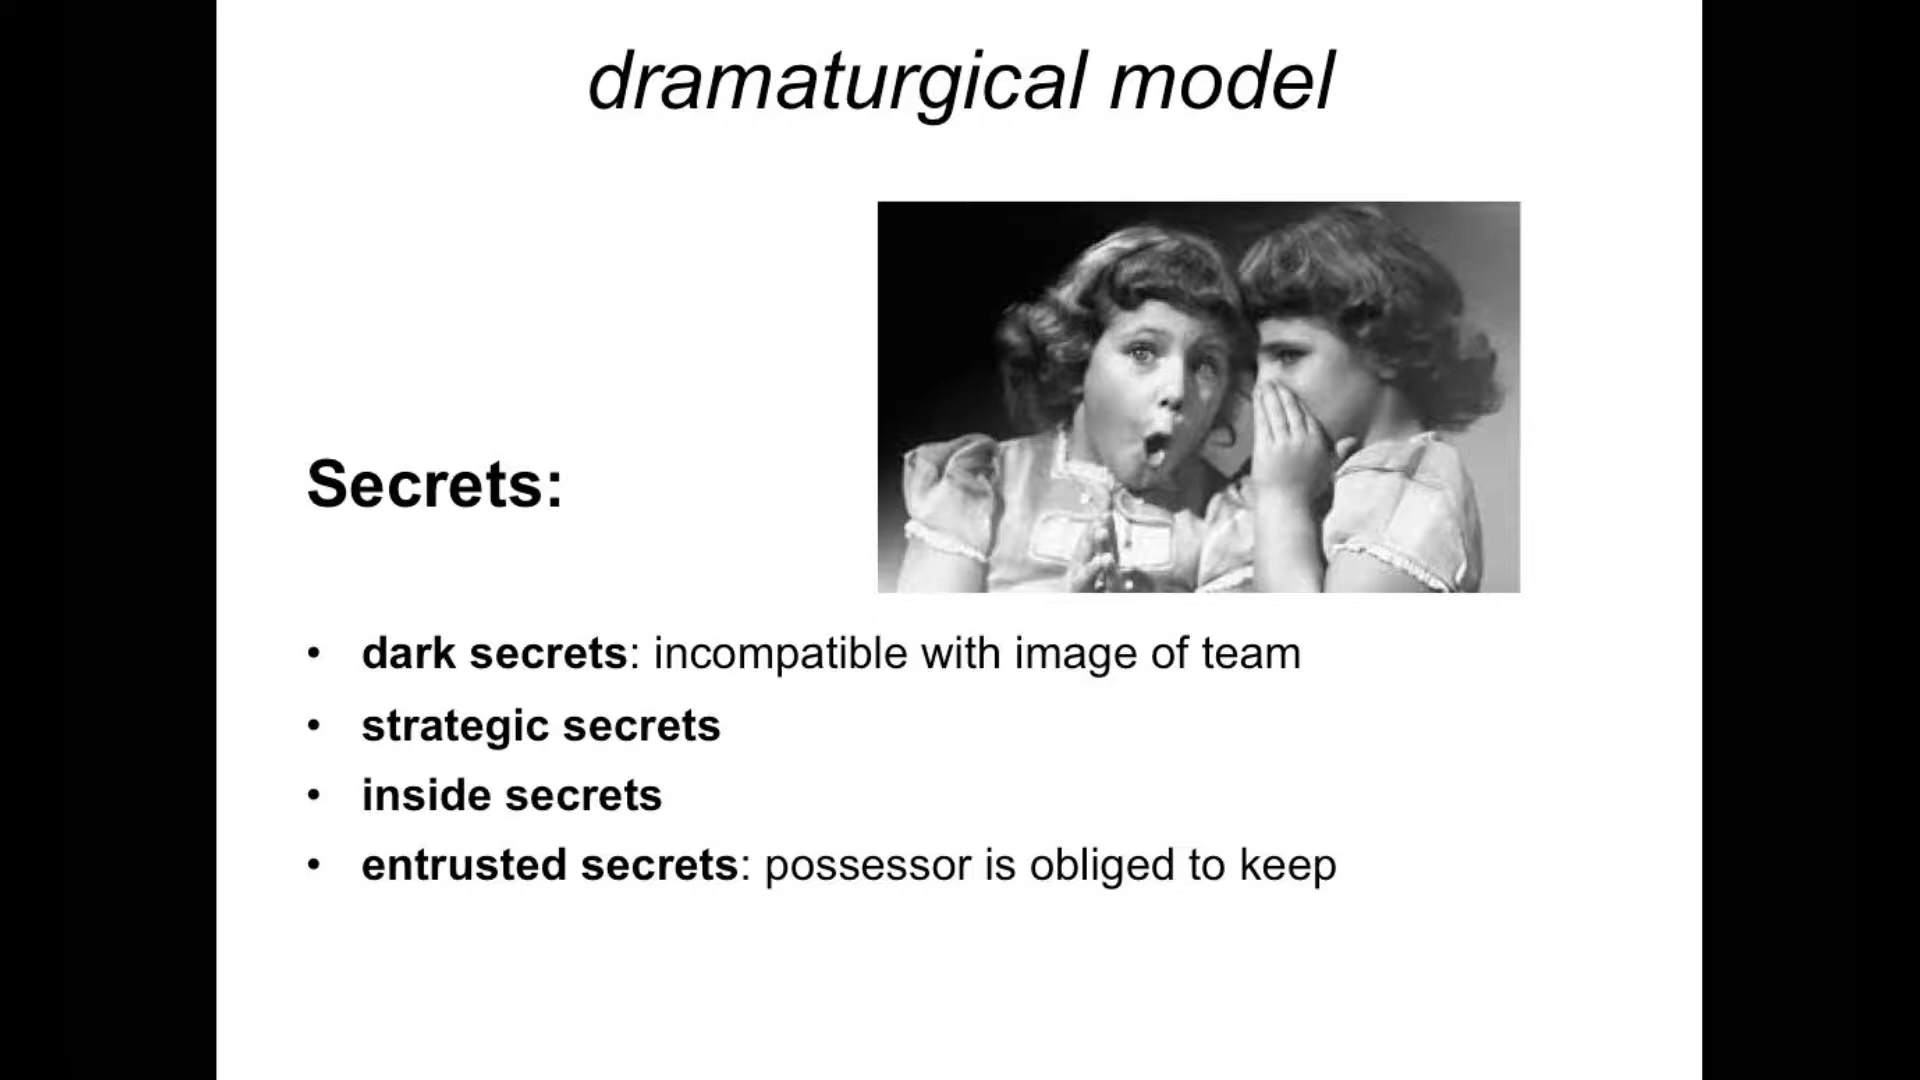 dramaturgical model
Secrets:
• dark secrets: incompatible with image of team
• strategic secrets
• inside secrets
• entrusted secrets: possessor is obliged to keep